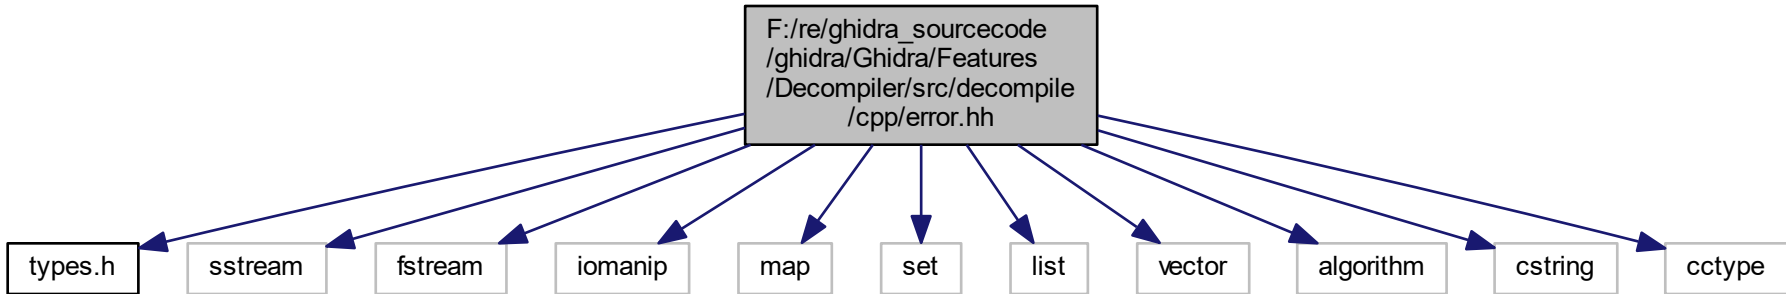 F:/re/ghidra_sourcecode
/ghidra/Ghidra/Features
/Decompiler/src/decompile
/cpp/error.hh
types.h
sstream
fstream
iomanip
map
set
list
vector
algorithm
cstring
cctype